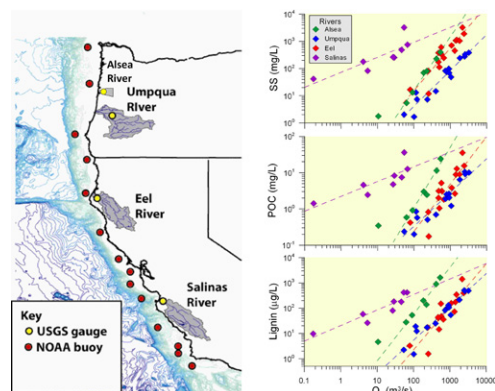 Alsea
River
Umpqua
River
Eel
River
Salinas
River
Key
USGS gauge
NOAA buoy
SS (mg/L)
10⁴
10³
10²
10¹
10⁰
Rivers
Alsea
Umpqua
Eel
Salinas
POC (mg/L)
10²
10¹
10⁰
10⁻¹
Lignin (µg/L)
10⁴
10³
10²
10¹
10⁰
0.1
1
10
100
1000
10000